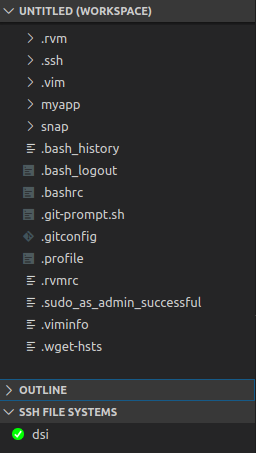 UNTITLED (WORKSPACE)
.rvm
.ssh
.vim
myapp
snap
.bash_history
.bash_logout
.bashrc
.git-prompt.sh
.gitconfig
.profile
.rvmrc
.sudo_as_admin_successful
.viminfo
.wget-hsts
OUTLINE
SSH FILE SYSTEMS
dsi